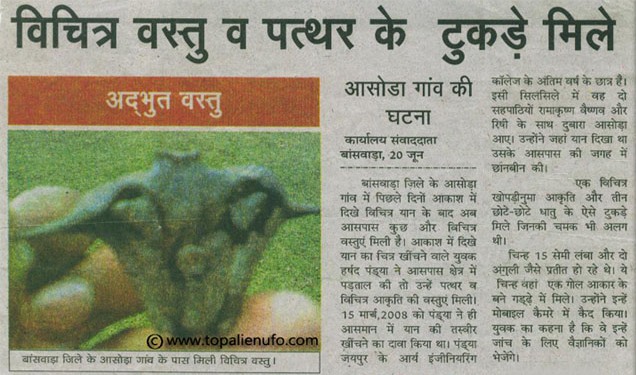 विचित्र वस्तु व पत्थर के टुकड़े मिले
अद्भुत वस्तु
© www.topalienufo.com
बांसवाड़ा जिले के आसोड़ा गांव के पास मिली विचित्र वस्तु।
आसोडा गांव की
घटना
कार्यालय संवाददाता
बांसवाड़ा, 20 जून
बांसवाड़ा जिले के आसोड़ा
गांव में पिछले दिनों आकाश में
दिखे विचित्र यान के बाद अब
आसपास कुछ और विचित्र
वस्तुएं मिली है। आकाश में दिखे
यान का चित्र खींचने वाले युवक
हर्षद पंड्या ने आसपास क्षेत्र में
पड़ताल की तो उन्हें पत्थर व
विचित्र आकृति की वस्तुएं मिली।
15 मार्च,2008 को पंड्या ने ही
आसमान में यान की तस्वीर
खींचने का दावा किया था। पंड्या
जयपुर के आर्य इंजीनियरिंग
कॉलेज के अंतिम वर्ष के छात्र हैं।
इसी सिलसिले में वह दो
सहपाठियों रामाकृष्ण वैष्णव और
रिषी के साथ दुबारा आसोड़ा
आए। उन्होंने जहां यान दिखा था
उसके आसपास की जगह में
छानबीन की।
एक विचित्र
खोपड़ीनुमा आकृति और तीन
छोटे-छोटे धातु के ऐसे टुकड़े
मिले जिनकी चमक भी अलग
थी।
चिन्ह 15 सेमी लंबा और दो
अंगुली जैसे प्रतीत हो रहे थे। ये
चिन्ह वहां एक गोल आकार के
बने गड्ढे में मिले। उन्होंने इन्हें
मोबाइल कैमरे में कैद किया।
युवक का कहना है कि वे इन्हें
जांच के लिए वैज्ञानिकों को
भेजेंगे।